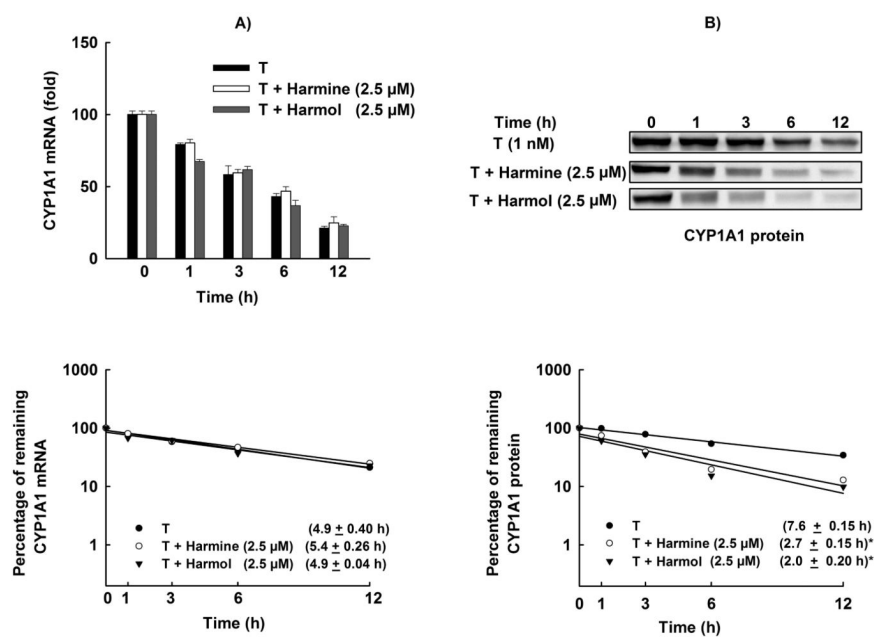 A)
150
100
50
0
CYP1A1 mRNA (fold)
T
T + Harmine (2.5 µM)
T + Harmol (2.5 µM)
0 1 3 6 12
Time (h)
B)
Time (h) 0 1 3 6 12
T (1 nM)
T + Harmine (2.5 µM)
T + Harmol (2.5 µM)
CYP1A1 protein
Percentage of remaining
CYP1A1 mRNA
1000
100
10
1
T (4.9 ± 0.40 h)
T + Harmine (2.5 µM) (5.4 ± 0.26 h)
T + Harmol (2.5 µM) (4.9 ± 0.04 h)
0 1 3 6 12
Time (h)
Percentage of remaining
CYP1A1 protein
1000
100
10
1
T (7.6 ± 0.15 h)
T + Harmine (2.5 µM) (2.7 ± 0.15 h)*
T + Harmol (2.5 µM) (2.0 ± 0.20 h)*
0 1 3 6 12
Time (h)